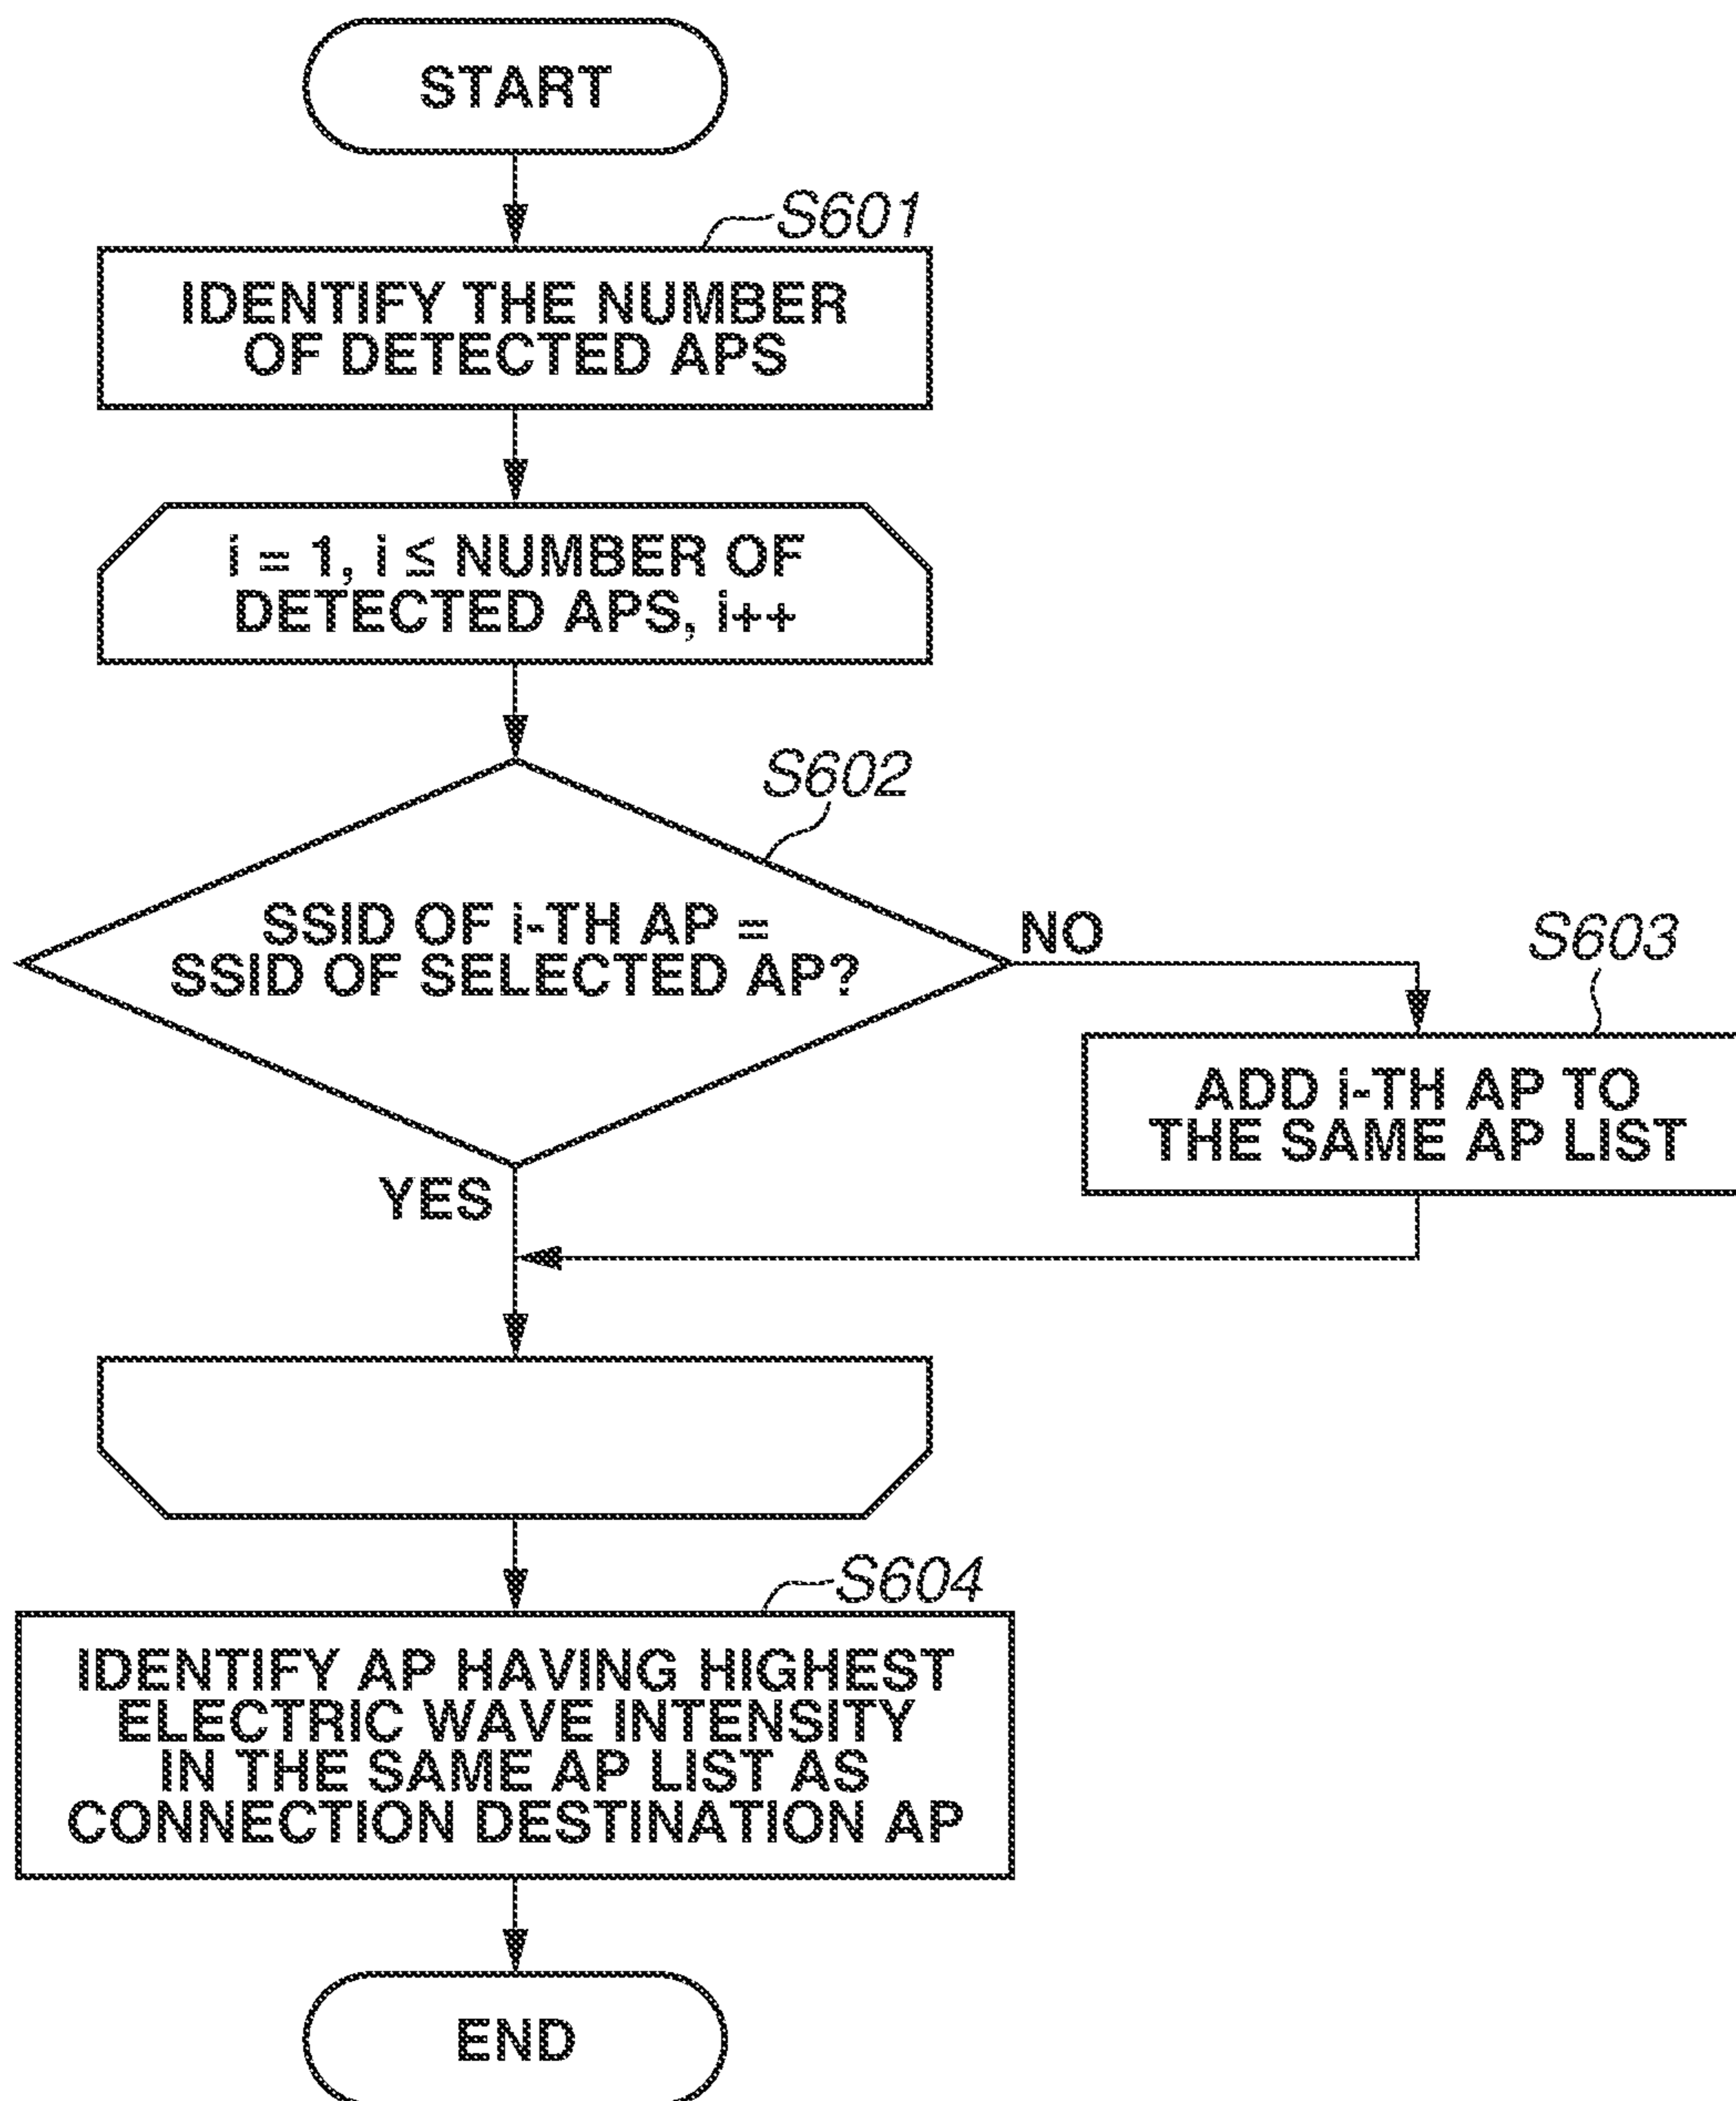 START
S601
IDENTIFY THE NUMBER
OF DETECTED APS
i = 1, i ≤ NUMBER OF
DETECTED APS, i++
S602
SSID OF i-TH AP =
SSID OF SELECTED AP?
NO
S603
ADD i-TH AP TO
THE SAME AP LIST
YES
S604
IDENTIFY AP HAVING HIGHEST
ELECTRIC WAVE INTENSITY
IN THE SAME AP LIST AS
CONNECTION DESTINATION AP
END